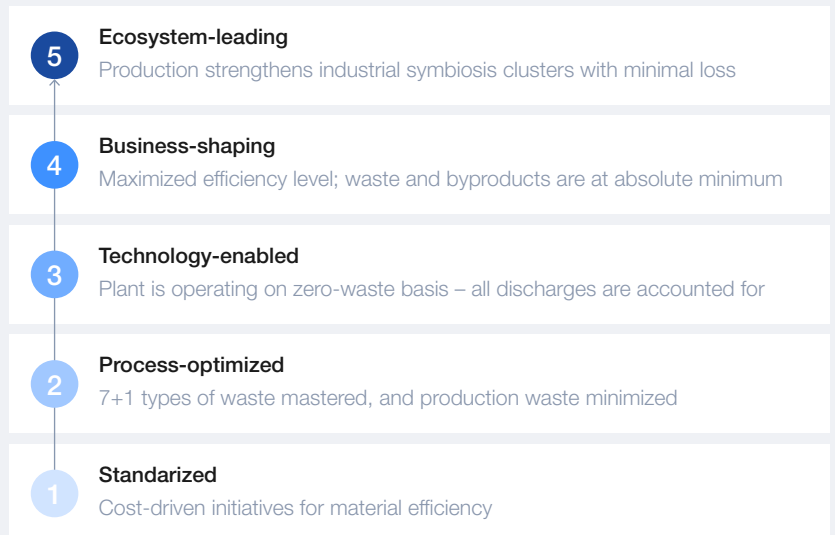 5
Ecosystem-leading
Production strengthens industrial symbiosis clusters with minimal loss
4
Business-shaping
Maximized efficiency level; waste and byproducts are at absolute minimum
3
Technology-enabled
Plant is operating on zero-waste basis – all discharges are accounted for
2
Process-optimized
7+1 types of waste mastered, and production waste minimized
1
Standarized
Cost-driven initiatives for material efficiency